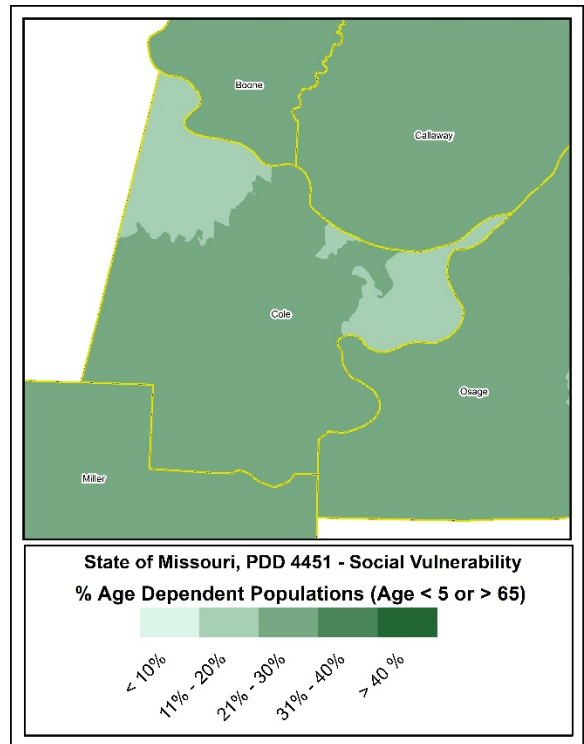 Boone
Callaway
Cole
Osage
Miller
State of Missouri, PDD 4451 - Social Vulnerability
% Age Dependent Populations (Age < 5 or > 65)
< 10%
11% - 20%
21% - 30%
31% - 40%
> 40 %